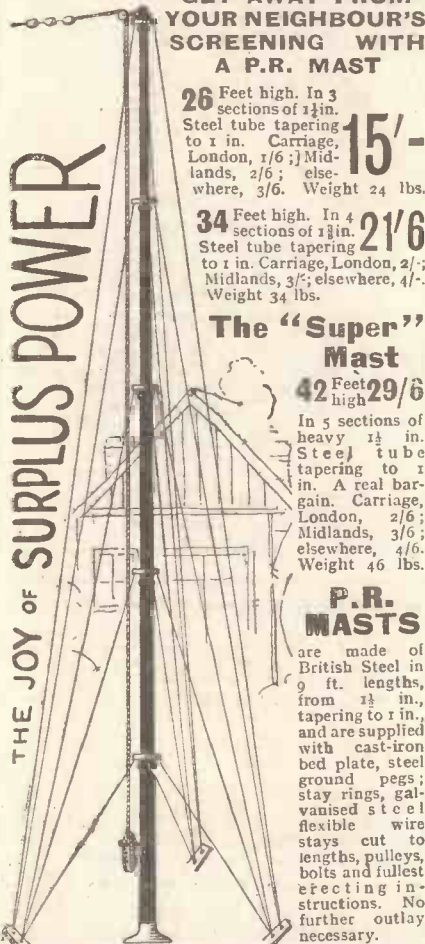 GET AWAY FROM
YOUR NEIGHBOUR'S
SCREENING WITH
A P.R. MAST
26 Feet high. In 3
sections of 1½in.
Steel tube tapering
to 1 in. Carriage,
London, 1/6;] Mid-
lands, 2/6; else-
where, 3/6. Weight 24 lbs.
15'-
34 Feet high. In 4
sections of 1⅜in.
Steel tube tapering
21'6
to 1 in. Carriage, London, 2/-;
Midlands, 3/-; elsewhere, 4/-.
Weight 34 lbs.
The "Super"
Mast
42 Feet high 29/6
In 5 sections of
heavy 1½ in.
Steel tube
tapering to 1
in. A real bar-
gain. Carriage,
London, 2/6;
Midlands, 3/6;
elsewhere, 4/6.
Weight 46 lbs.
P.R.
MASTS
are made of
British Steel in
9 ft. lengths,
from 1½ in.,
tapering to 1 in.,
and are supplied
with cast-iron
bed plate, steel
ground pegs;
stay rings, gal-
vanised steel
flexible wire
stays cut to
lengths, pulleys,
bolts and fullest
erecting in-
structions. No
further outlay
necessary.
THE JOY OF SURPLUS POWER